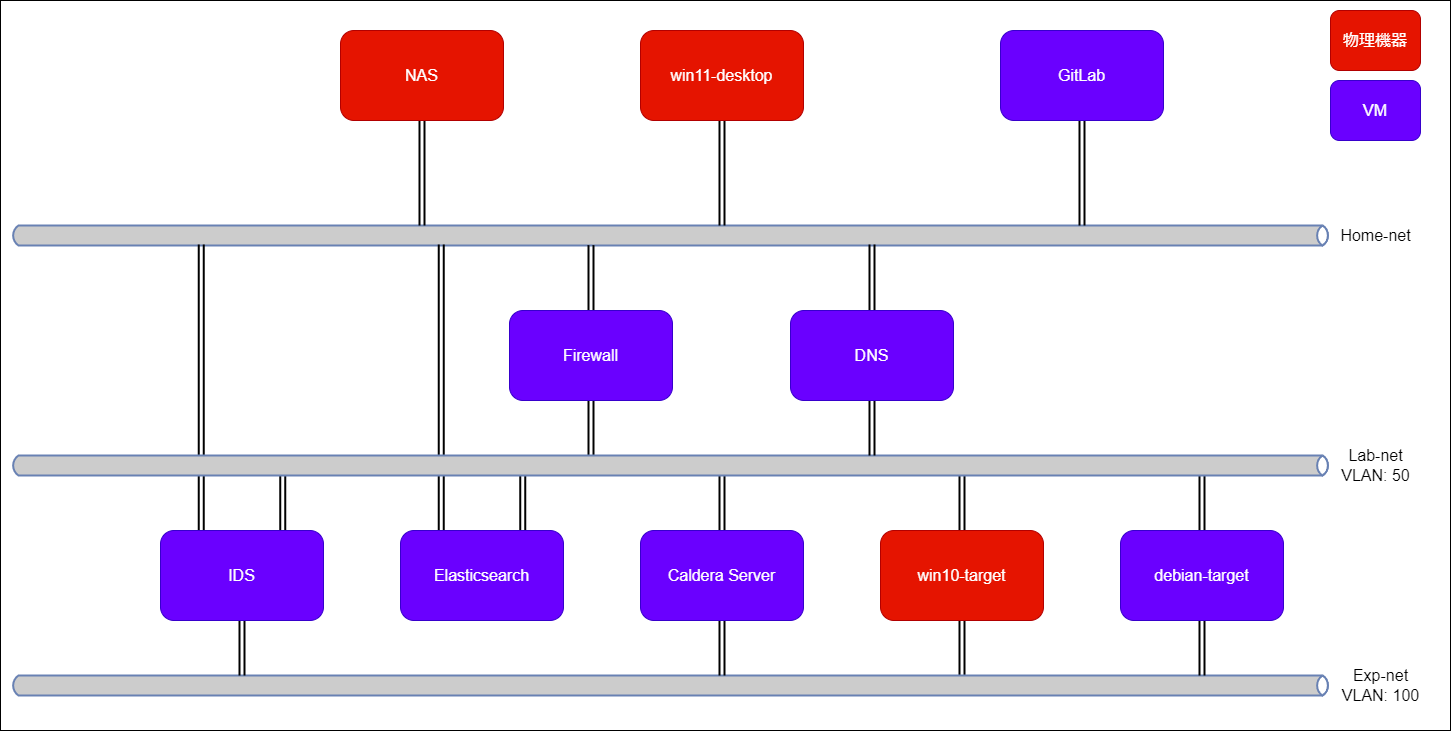 NAS
win11-desktop
GitLab
物理機器
VM
Home-net
Firewall
DNS
Lab-net
VLAN: 50
IDS
Elasticsearch
Caldera Server
win10-target
debian-target
Exp-net
VLAN: 100